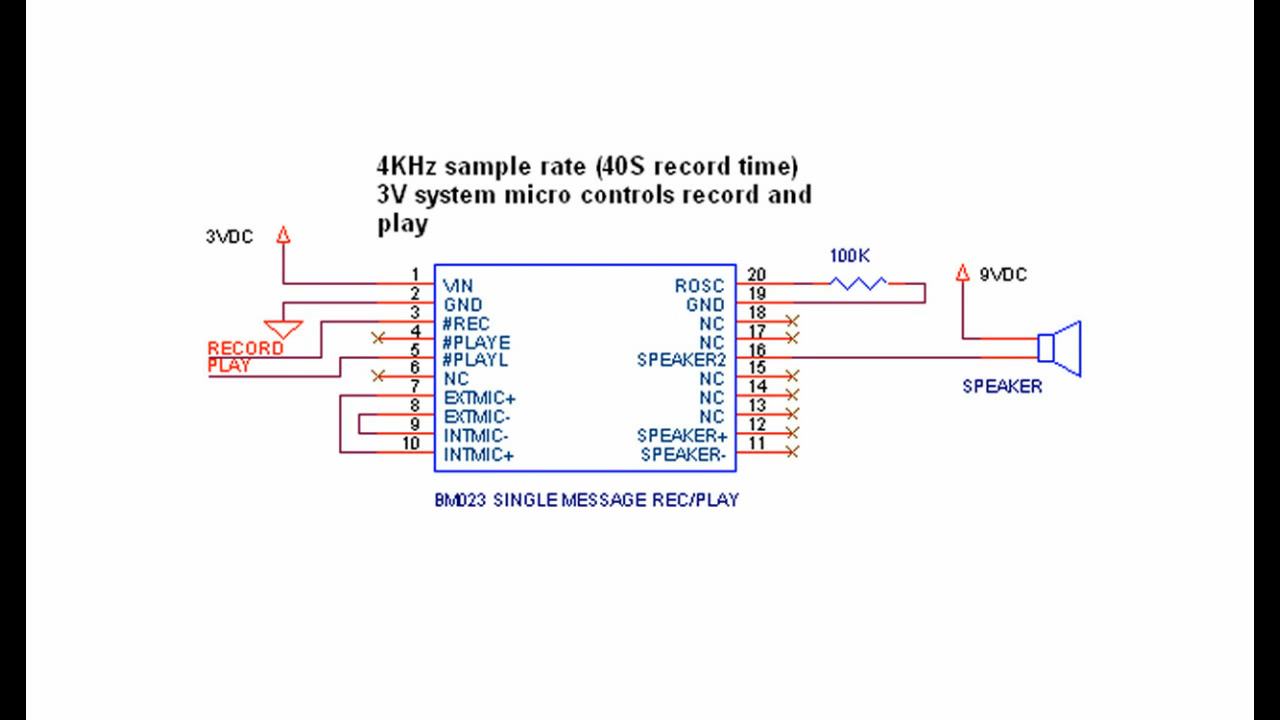 4KHz sample rate (40S record time)
3V system micro controls record and
play
3VDC
100K
9VDC
RECORD
PLAY
1
2
3
4
5
6
7
8
9
10
VIN
GND
#REC
#PLAYE
#PLAYL
NC
EXTMIC+
EXTMIC-
INTMIC-
INTMIC+
ROSC
GND
NC
NC
SPEAKER2
NC
NC
NC
SPEAKER+
SPEAKER-
20
19
18
17
16
15
14
13
12
11
SPEAKER
BM023 SINGLE MESSAGE REC/PLAY